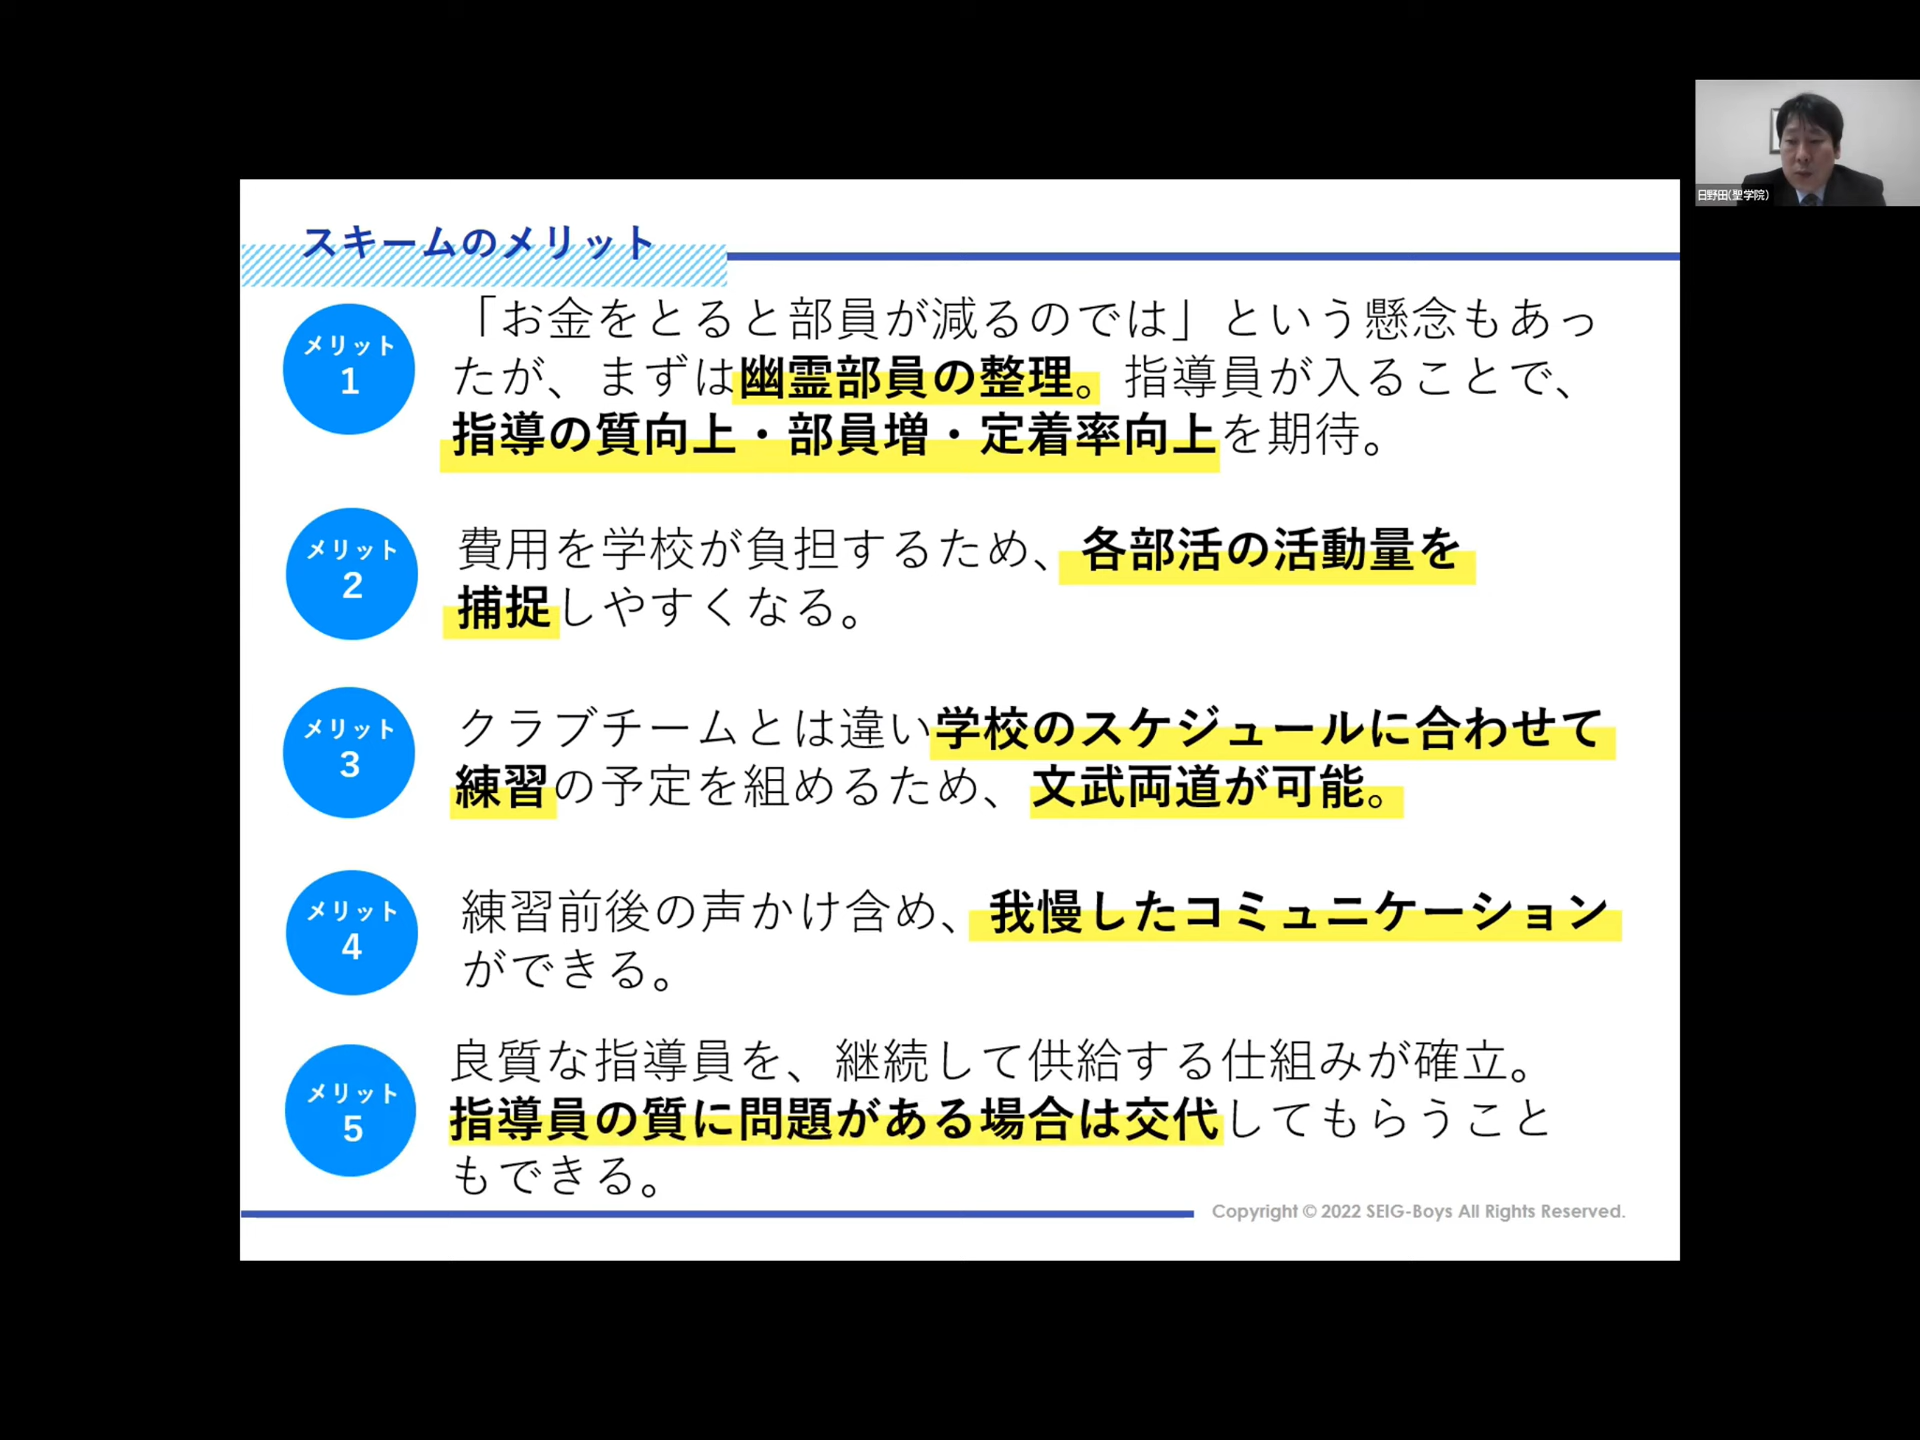 日野田(聖学院)
スキームのメリット
メリット
1
「お金をとると部員が減るのでは」という懸念もあっ
たが、まずは幽霊部員の整理。指導員が入ることで、
指導の質向上・部員増・定着率向上を期待。
メリット
2
費用を学校が負担するため、各部活の活動量を
捕捉しやすくなる。
メリット
3
クラブチームとは違い学校のスケジュールに合わせて
練習の予定を組めるため、文武両道が可能。
メリット
4
練習前後の声かけ含め、我慢したコミュニケーション
ができる。
メリット
5
良質な指導員を、継続して供給する仕組みが確立。
指導員の質に問題がある場合は交代してもらうこと
もできる。
Copyright © 2022 SEIG-Boys All Rights Reserved.